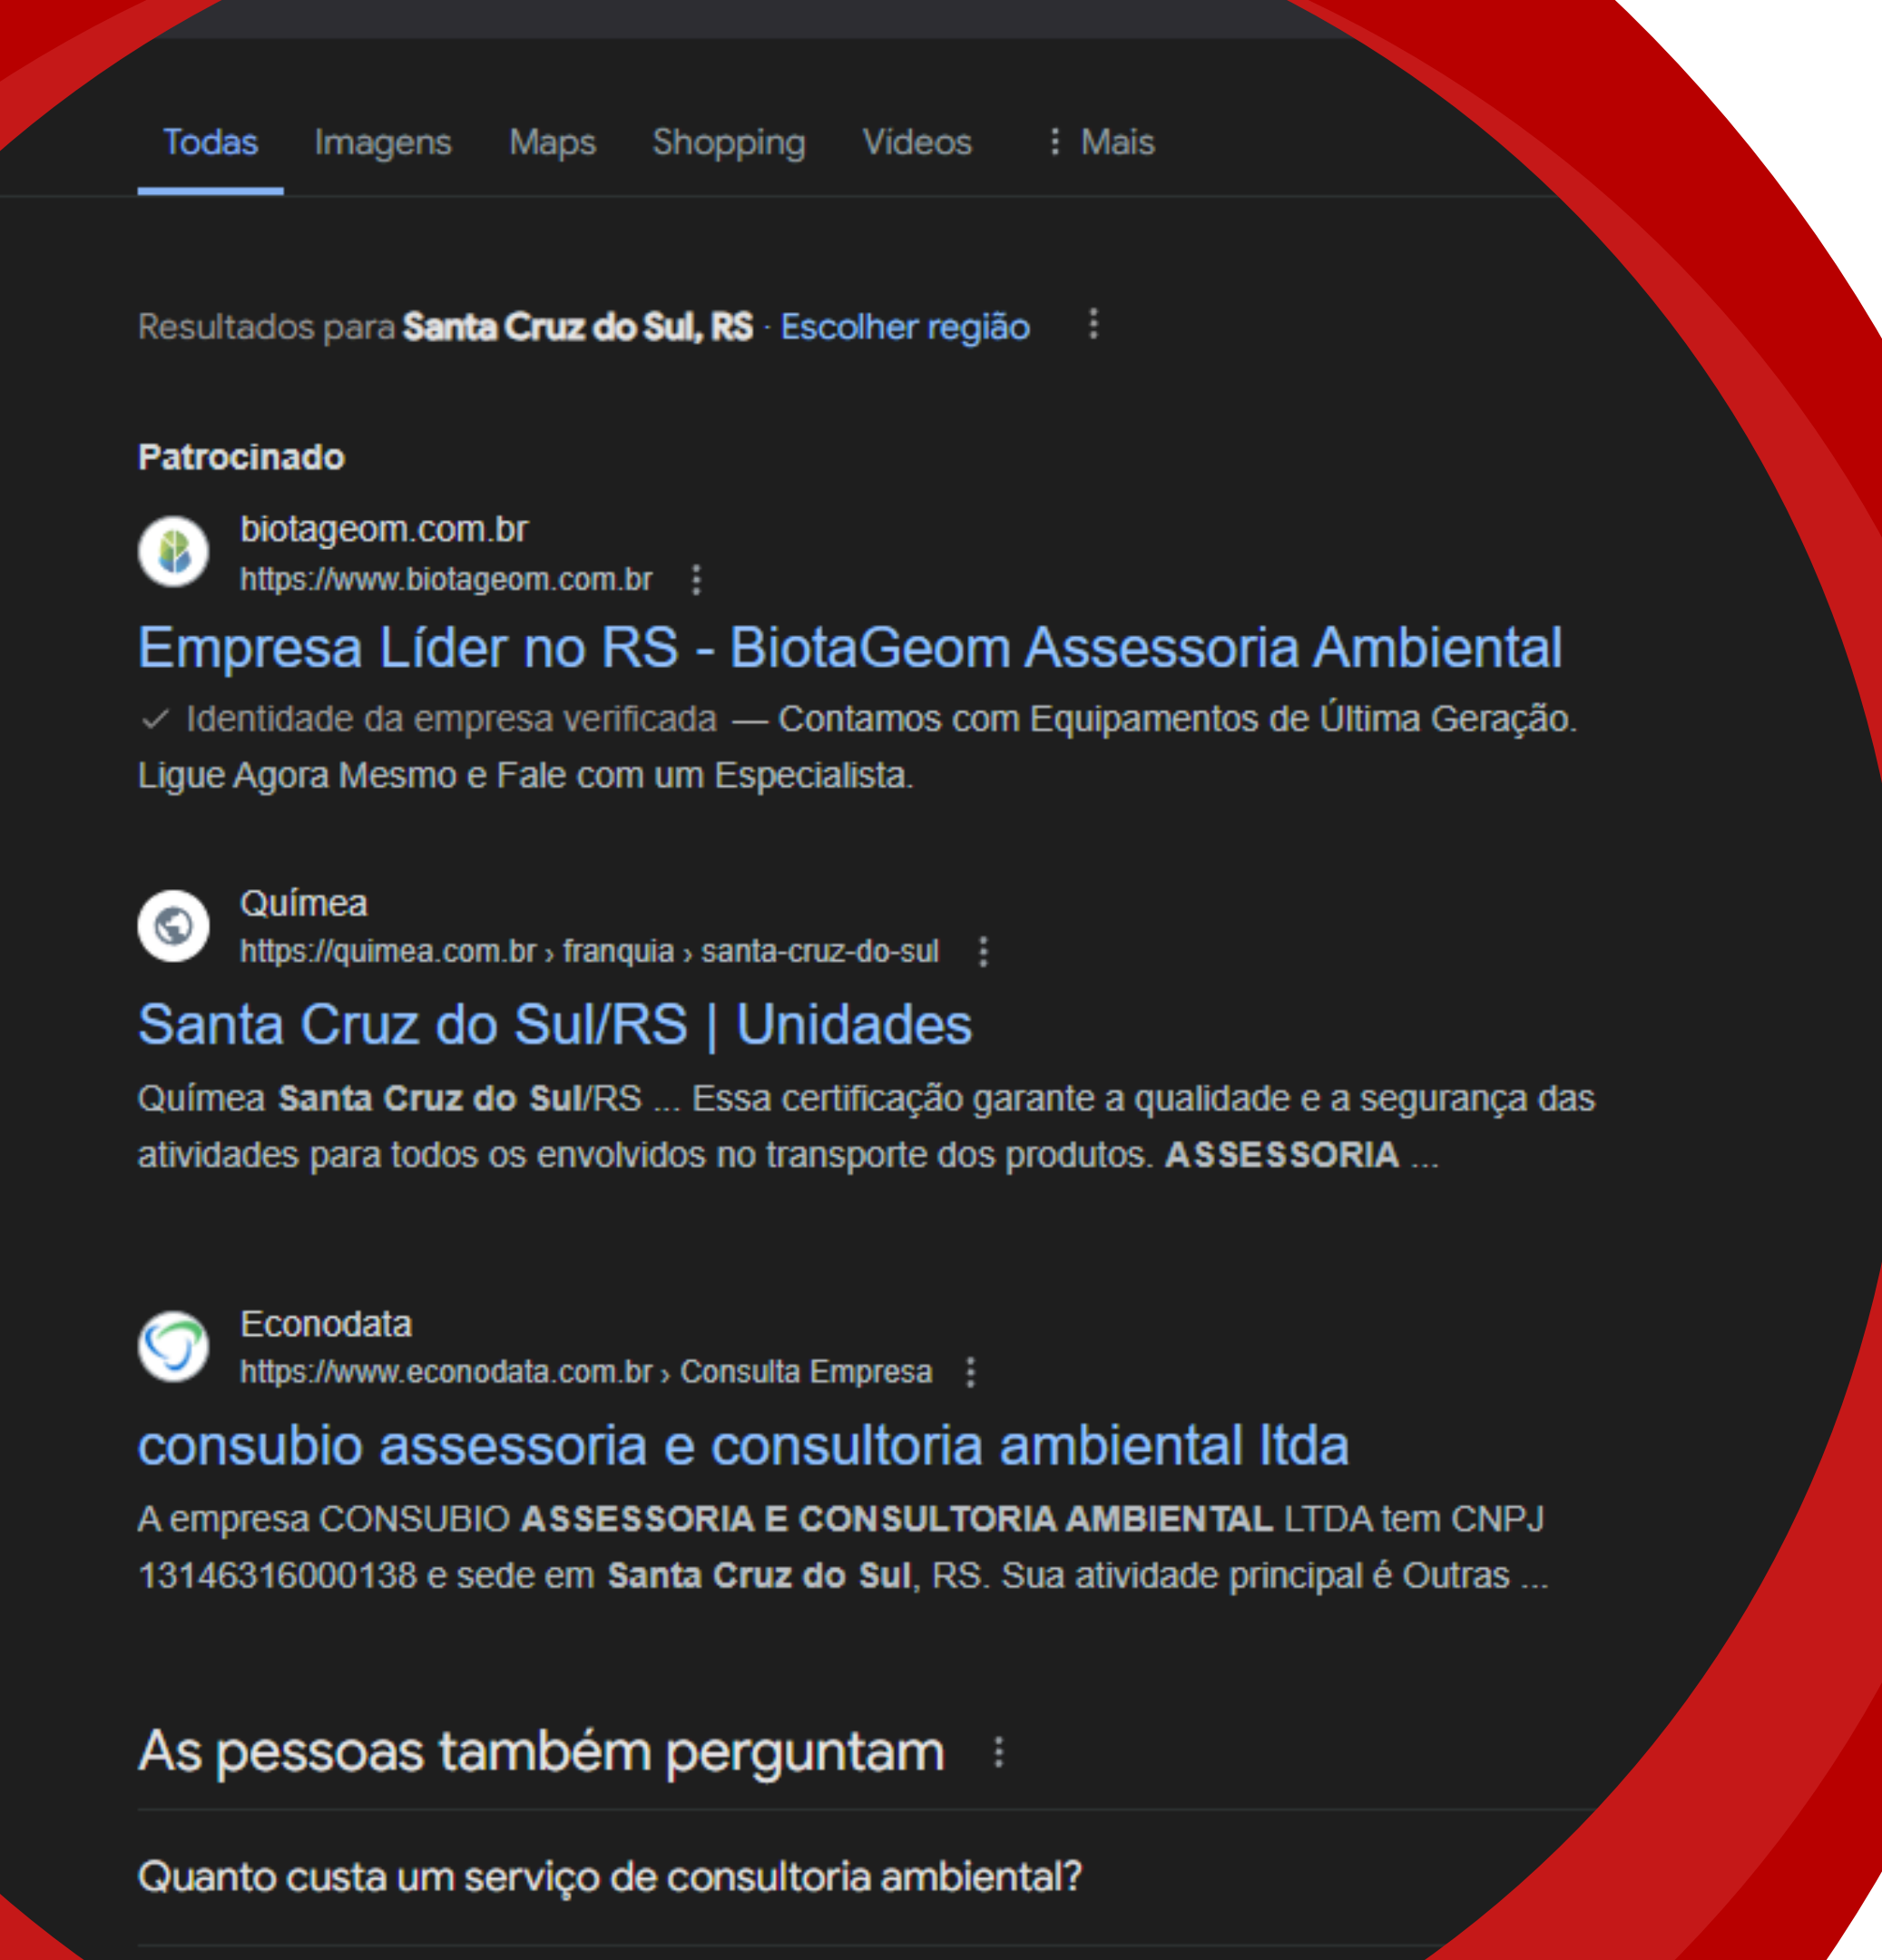 Todas Imagens Maps Shopping Vídeos Mais
Resultados para Santa Cruz do Sul, RS · Escolher região
Patrocinado
biotageom.com.br
https://www.biotageom.com.br
Empresa Líder no RS - BiotaGeom Assessoria Ambiental
Identidade da empresa verificada — Contamos com Equipamentos de Última Geração.
Ligue Agora Mesmo e Fale com um Especialista.
Químea
https://quimea.com.br › franquia › santa-cruz-do-sul
Santa Cruz do Sul/RS | Unidades
Químea Santa Cruz do Sul/RS ... Essa certificação garante a qualidade e a segurança das
atividades para todos os envolvidos no transporte dos produtos. ASSESSORIA ...
Econodata
https://www.econodata.com.br › Consulta Empresa
consubio assessoria e consultoria ambiental ltda
A empresa CONSUBIO ASSESSORIA E CONSULTORIA AMBIENTAL LTDA tem CNPJ
13146316000138 e sede em Santa Cruz do Sul, RS. Sua atividade principal é Outras ...
As pessoas também perguntam
Quanto custa um serviço de consultoria ambiental?